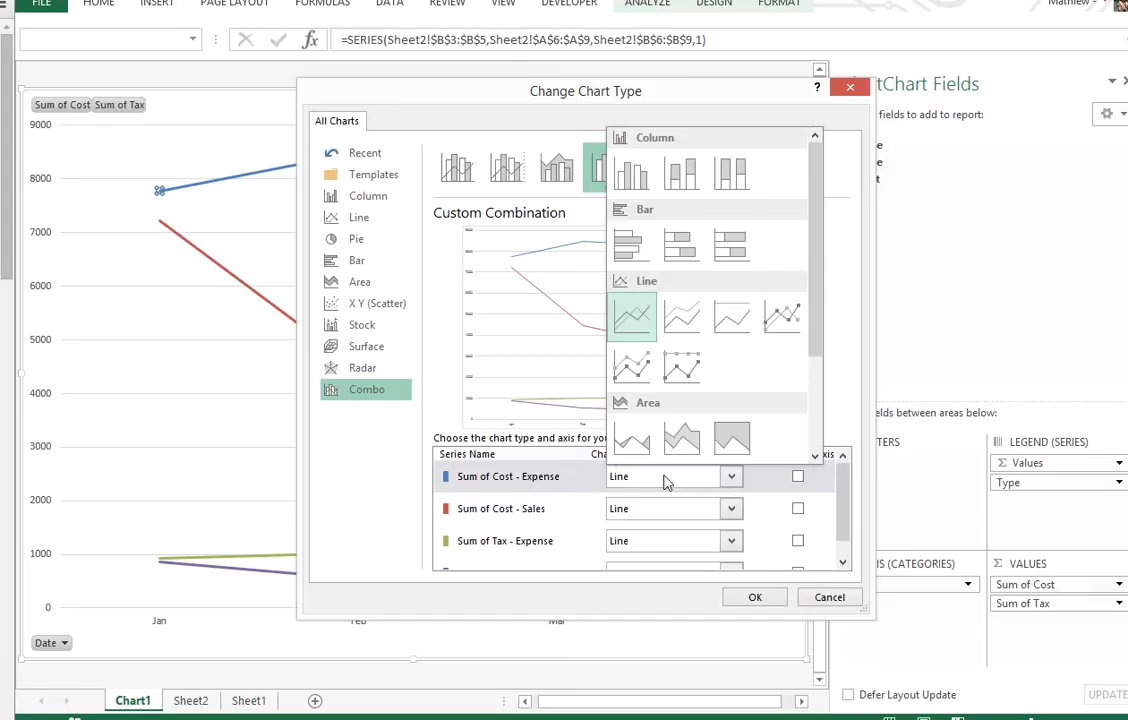 FILE HOME INSERT PAGE LAYOUT FORMULAS DATA REVIEW VIEW DEVELOPER ANALYZE DESIGN FORMAT Mathew
fx =SERIES(Sheet2!$B$3:$B$5,Sheet2!$A$6:$A$9,Sheet2!$B$6:$B$9,1)
Change Chart Type
?
tChart Fields
fields to add to report:
All Charts
Recent
Templates
Column
Line
Pie
Bar
Area
X Y (Scatter)
Stock
Surface
Radar
Combo
Custom Combination
Column
Bar
Line
Area
Choose the chart type and axis for you
Series Name
Cha
xis
Sum of Cost - Expense Line
Sum of Cost - Sales Line
Sum of Tax - Expense Line
OK Cancel
Sum of Cost Sum of Tax
9000
8000
7000
6000
5000
4000
3000
2000
1000
0
Jan
Feb
Mar
Date
elds between areas below:
TERS
LEGEND (SERIES)
Σ Values
Type
IS (CATEGORIES)
Σ VALUES
Sum of Cost
Sum of Tax
Defer Layout Update UPDATE
Chart1 Sheet2 Sheet1